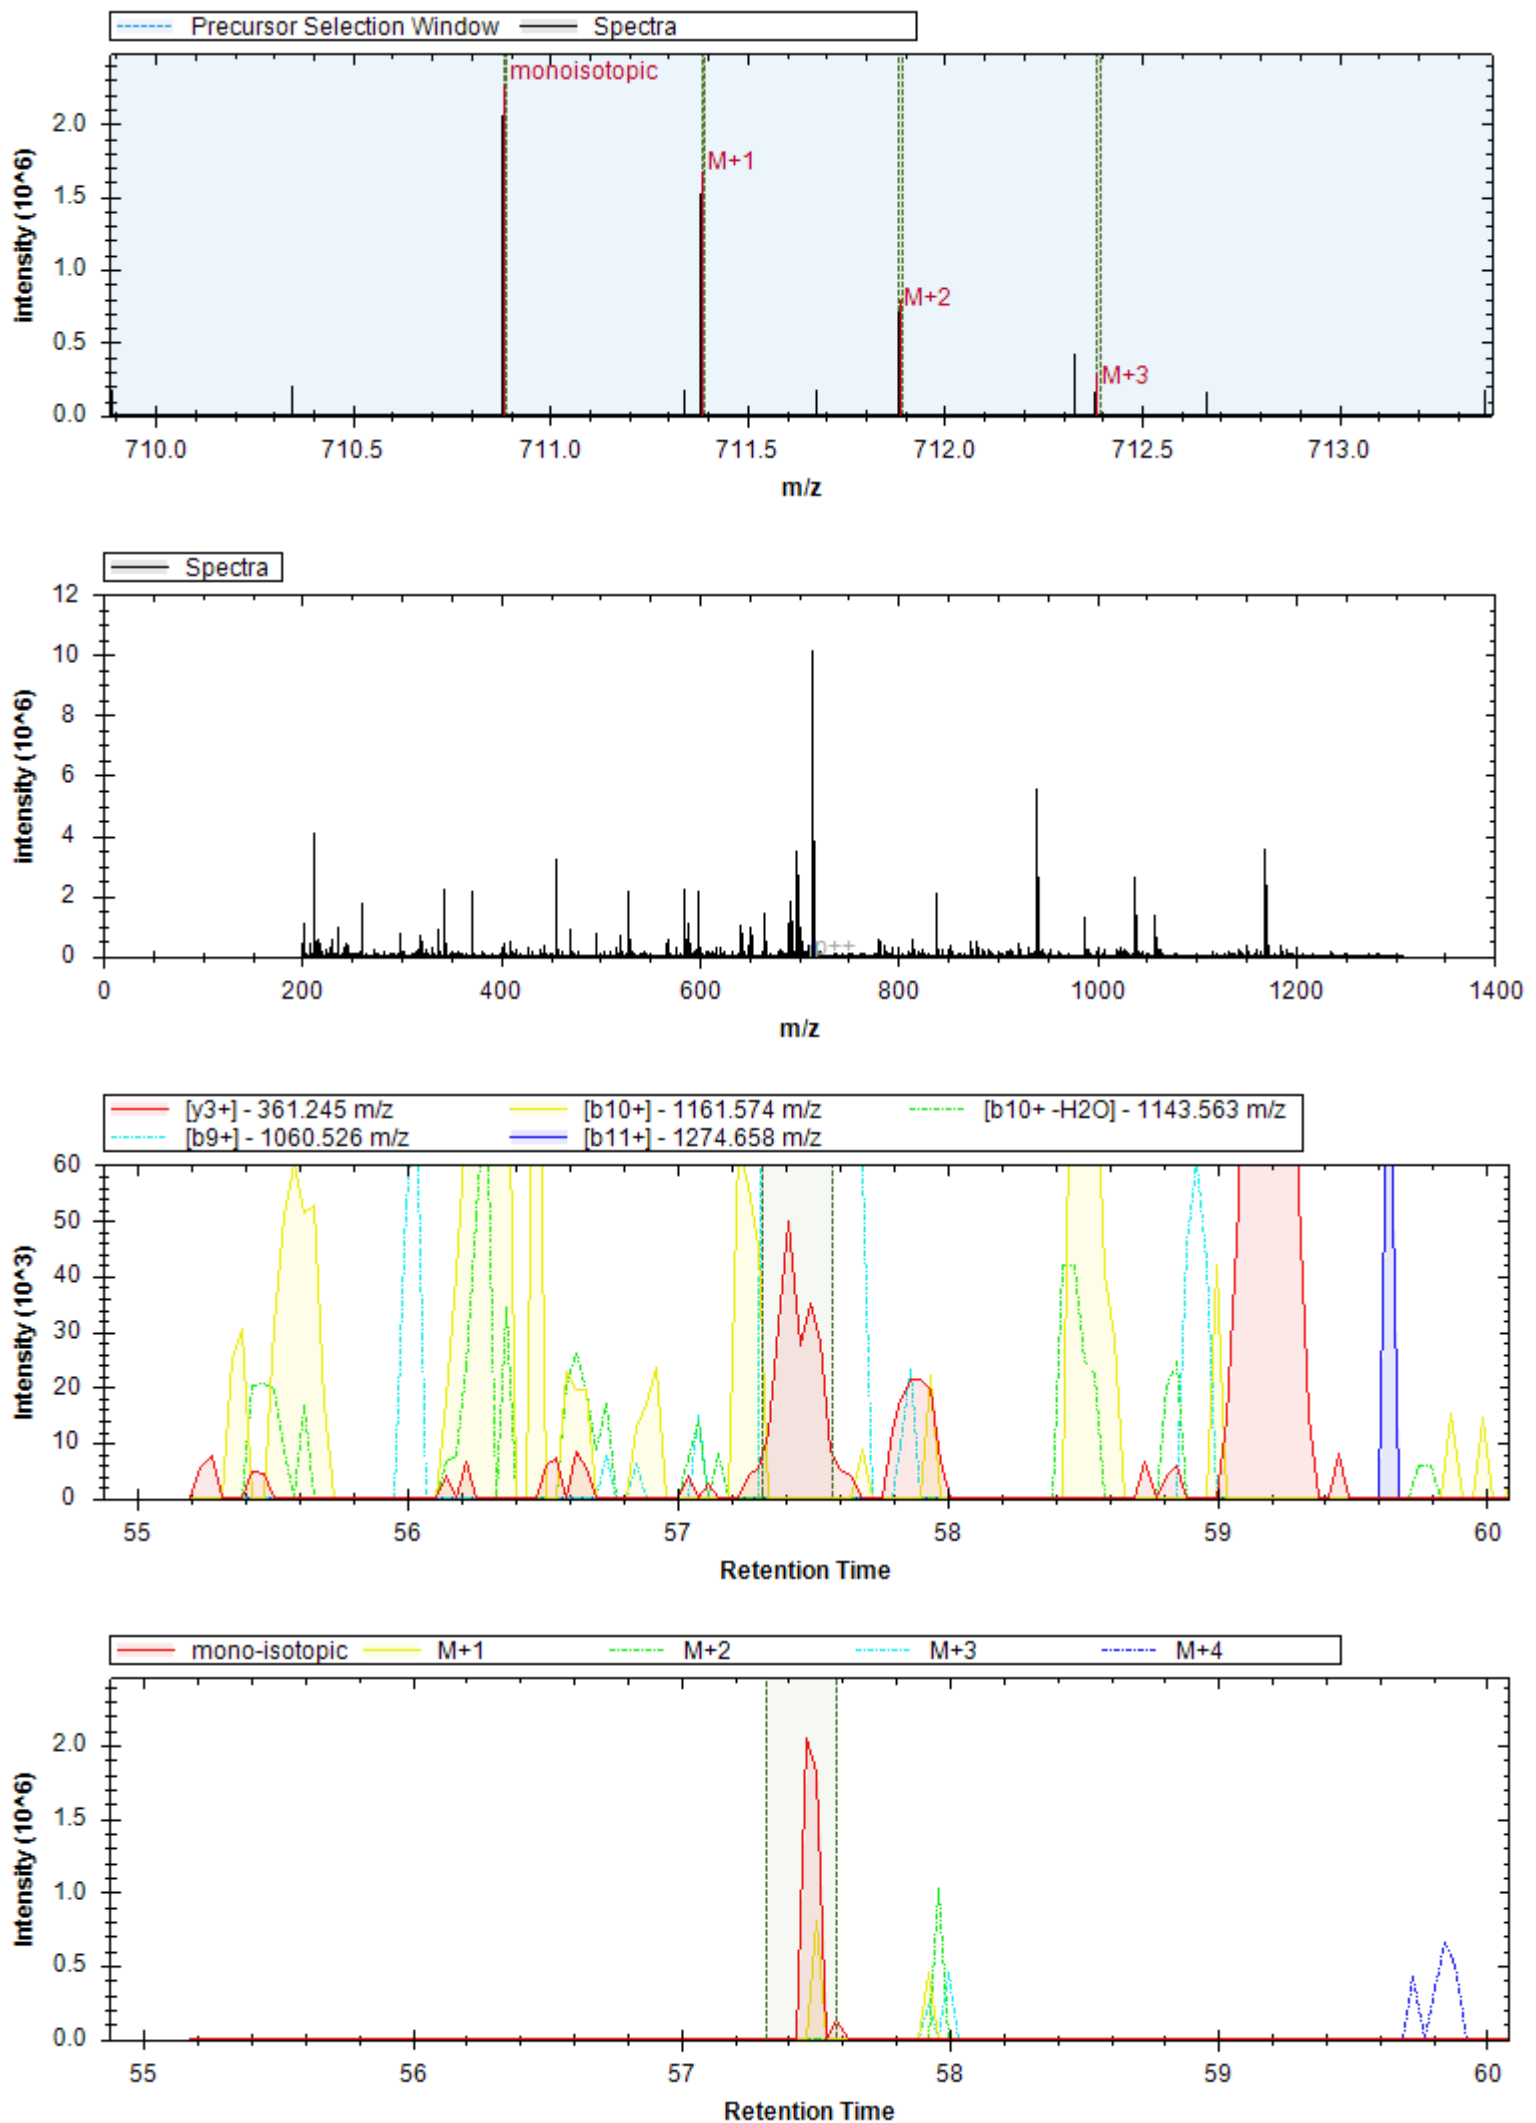 Precursor Selection Window Spectra
monoisotopic
M+1
M+2
M+3
2.0
1.5
1.0
0.5
0.0
intensity (10^6)
710.0 710.5 711.0 711.5 712.0 712.5 713.0
m/z
Spectra
12
10
8
6
4
2
0
intensity (10^6)
p++
0 200 400 600 800 1000 1200 1400
m/z
[y3+] - 361.245 m/z [b10+] - 1161.574 m/z [b10+ -H2O] - 1143.563 m/z
[b9+] - 1060.526 m/z [b11+] - 1274.658 m/z
60
50
40
30
20
10
0
Intensity (10^3)
55 56 57 58 59 60
Retention Time
mono-isotopic M+1 M+2 M+3 M+4
2.0
1.5
1.0
0.5
0.0
Intensity (10^6)
55 56 57 58 59 60
Retention Time